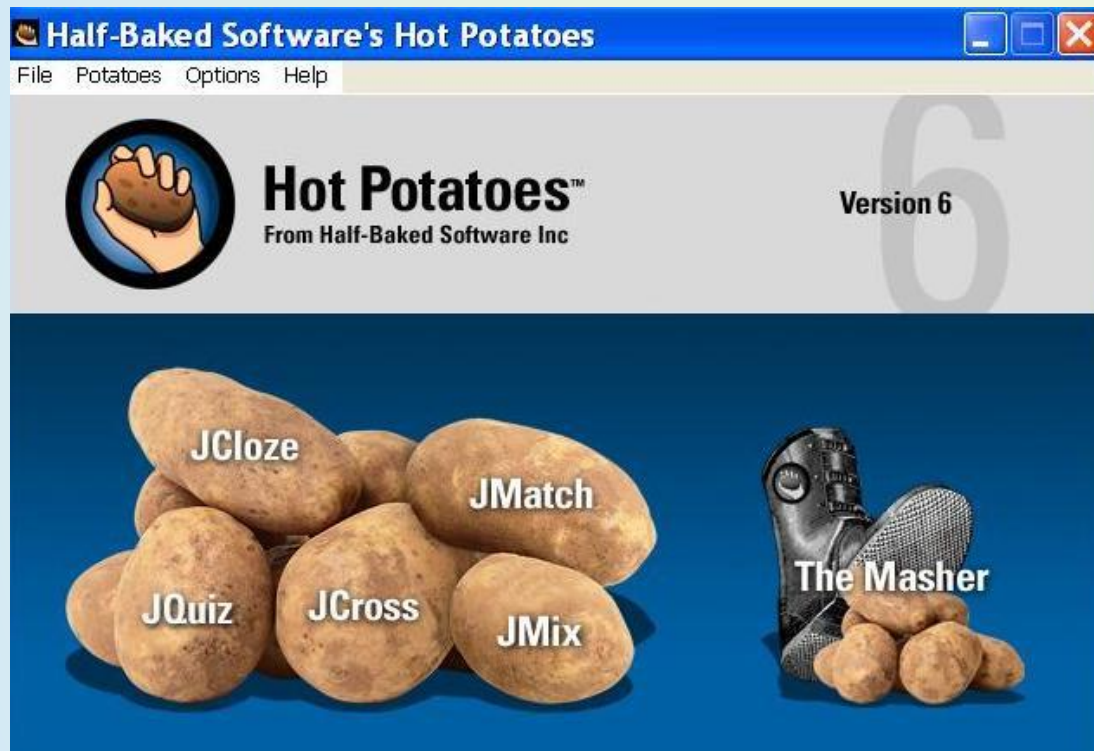 Half-Baked Software's Hot Potatoes
File Potatoes Options Help
Hot Potatoes™
From Half-Baked Software Inc
Version 6
6
JCloze
JMatch
JQuiz
JCross
JMix
The Masher